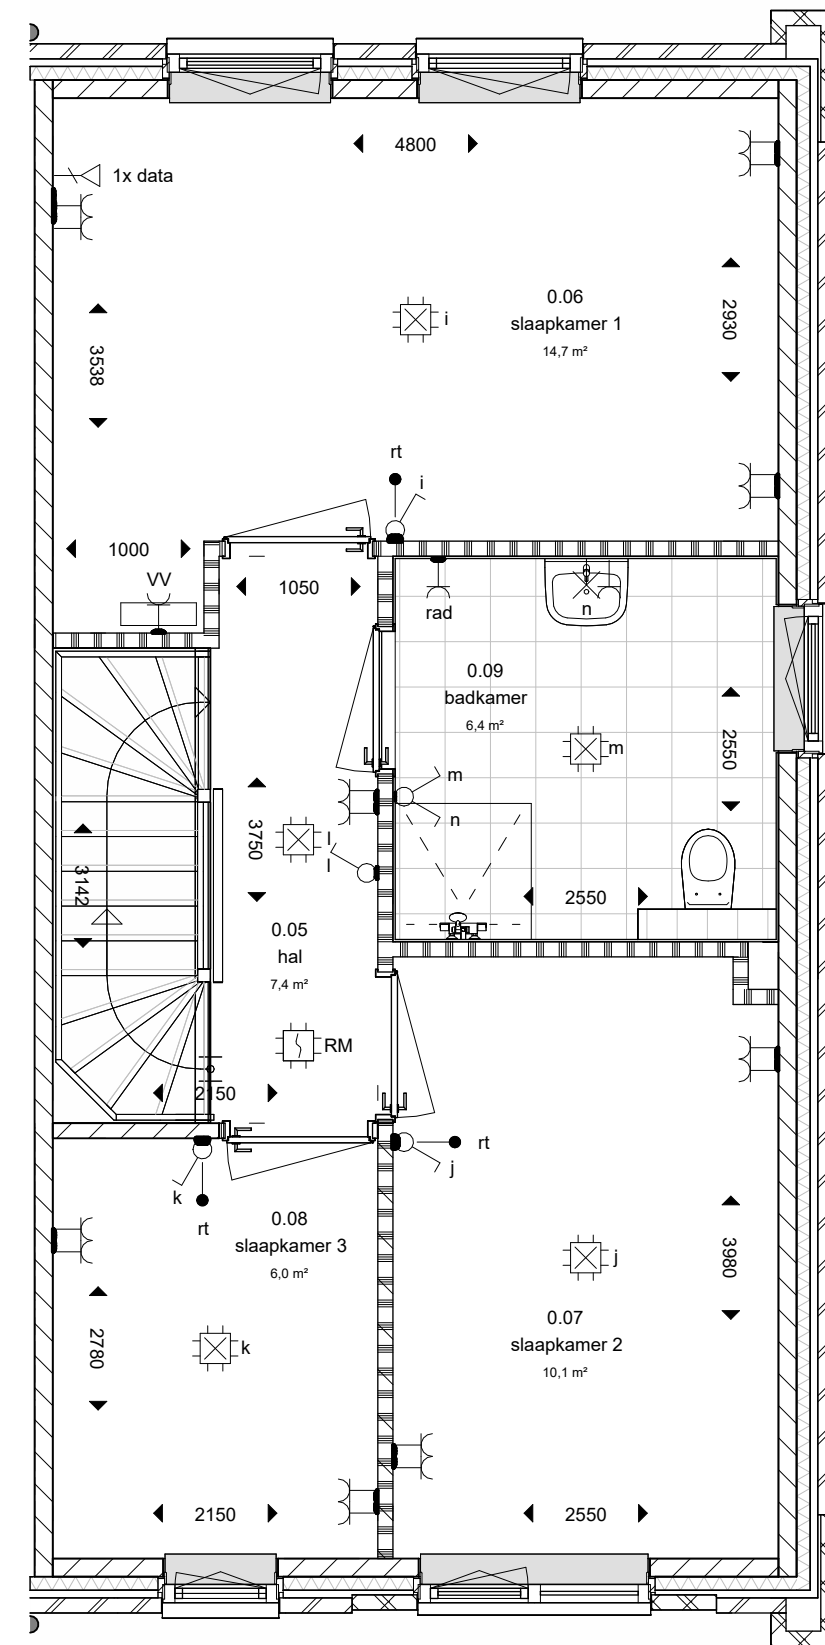 4800
1x data
0.06
slaapkamer 1
14,7 m²
i
2930
3538
rt
i
1000
VV
1050
rad
n
0.09
badkamer
6,4 m²
m
2550
m
n
3750
l
l
3142
2550
0.05
hal
7,4 m²
RM
2150
rt
j
k
rt
0.08
slaapkamer 3
6,0 m²
3980
j
0.07
slaapkamer 2
10,1 m²
2780
k
2150
2550